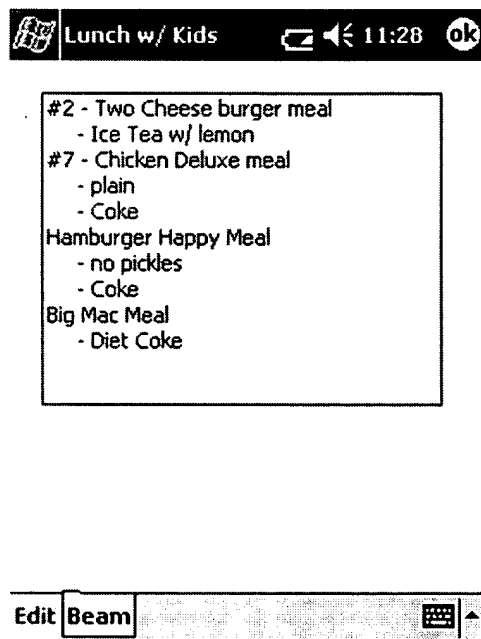 Lunch w/ Kids 11:28 ok
#2 - Two Cheese burger meal
- Ice Tea w/ lemon
#7 - Chicken Deluxe meal
- plain
- Coke
Hamburger Happy Meal
- no pickles
- Coke
Big Mac Meal
- Diet Coke
Edit Beam